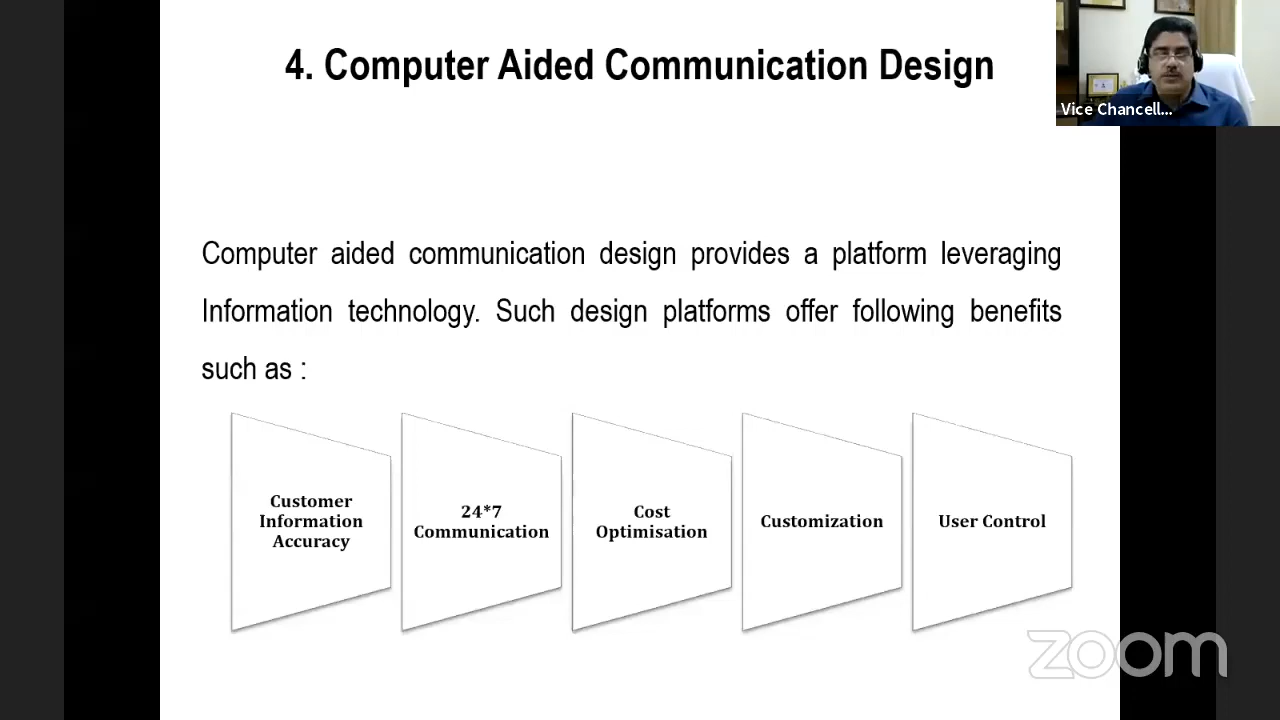 4. Computer Aided Communication Design
Vice Chancell...
Computer aided communication design provides a platform leveraging
Information technology. Such design platforms offer following benefits
such as :
Customer
Information
Accuracy
24*7
Communication
Cost
Optimisation
Customization
User Control
zoom